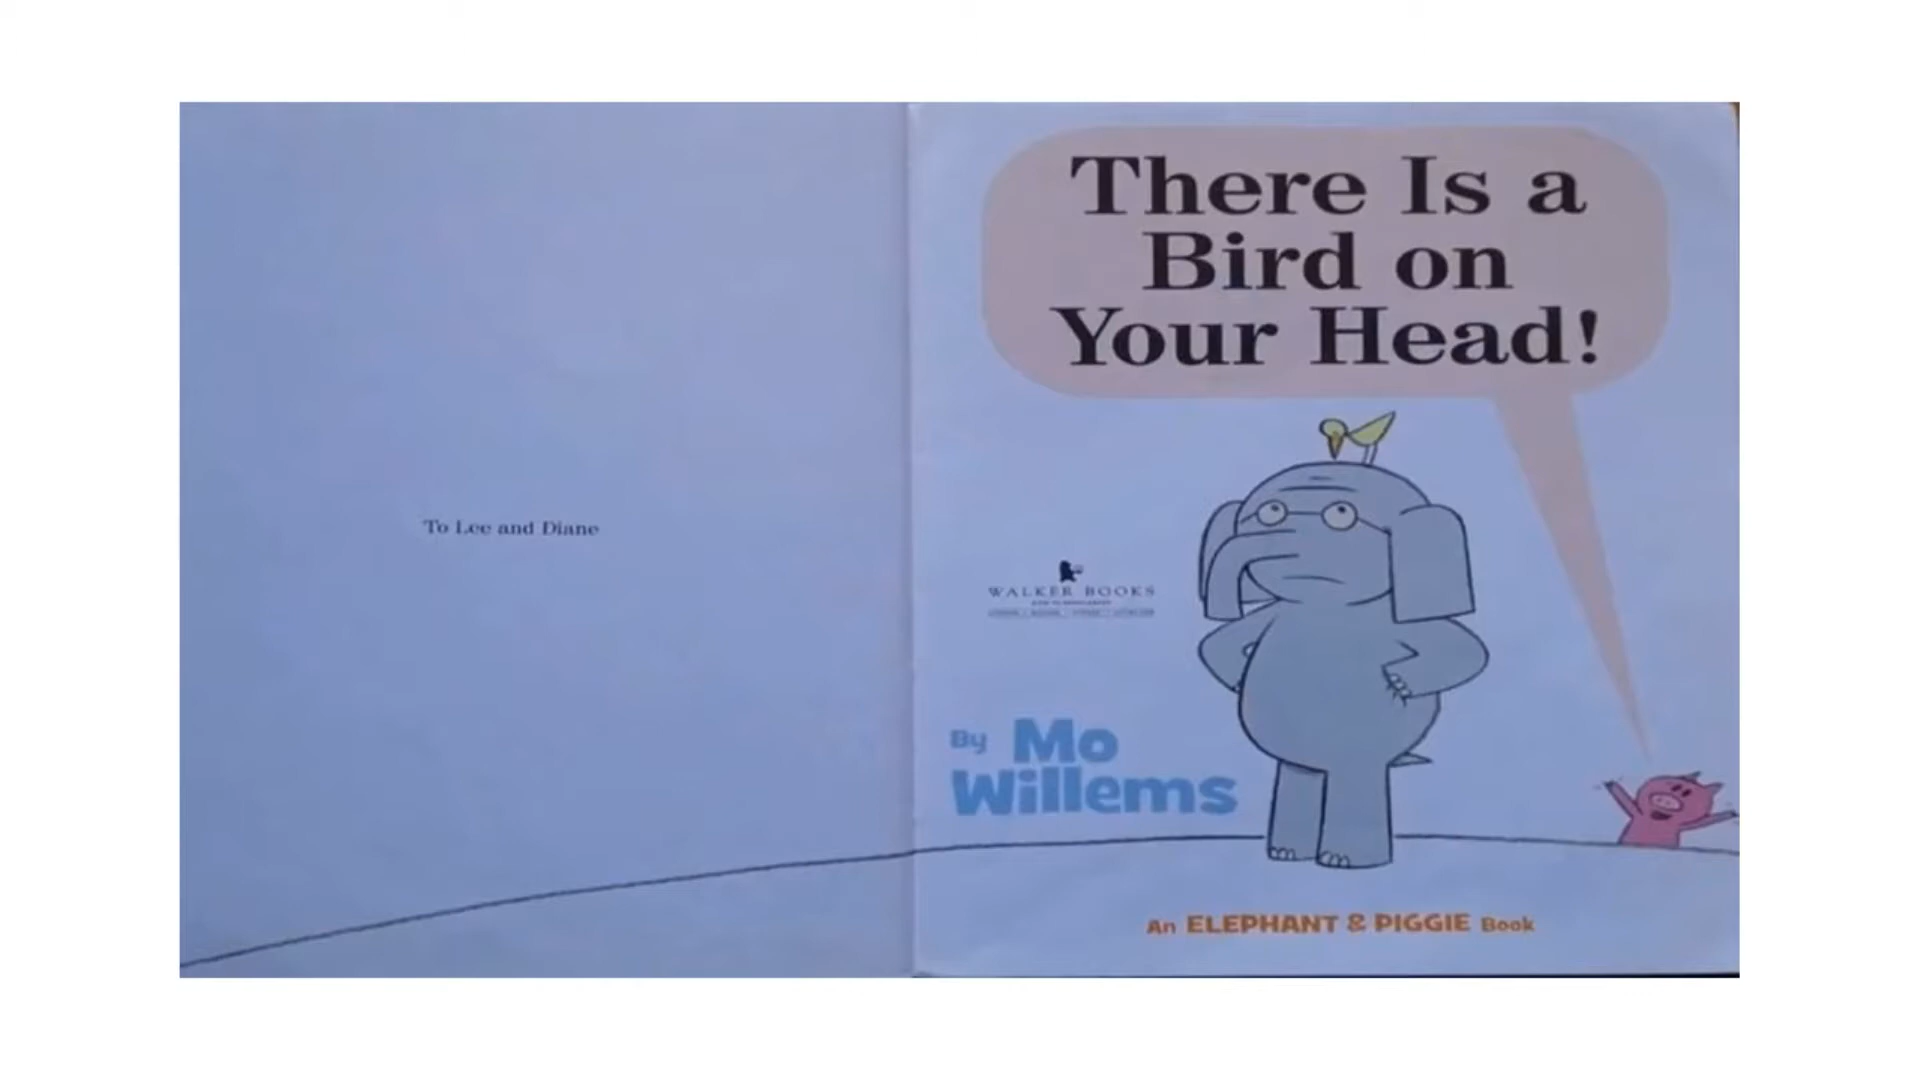 To Lee and Diane
There Is a
Bird on
Your Head!
WALKER BOOKS
By Mo
Willems
An ELEPHANT & PIGGIE Book